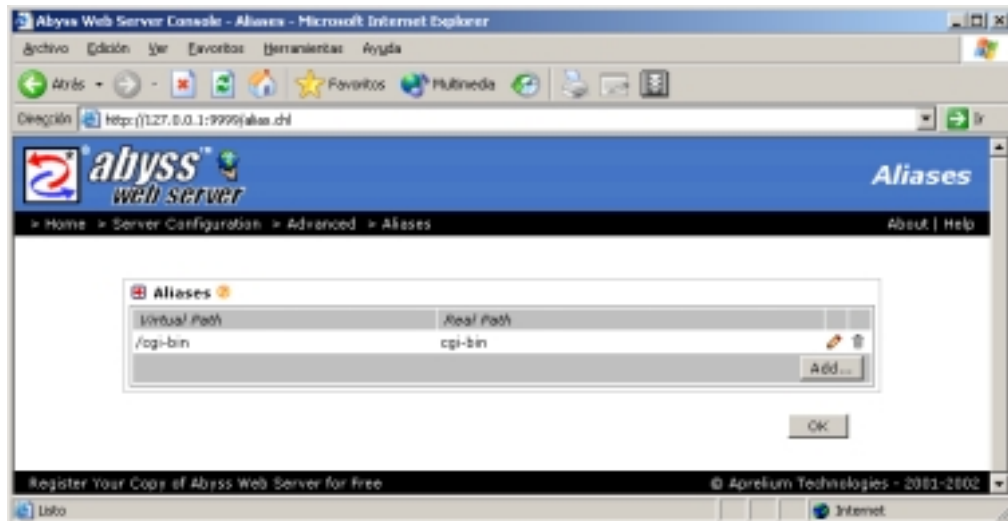 Abyss Web Server Console - Aliases - Microsoft Internet Explorer
Archivo Edición Ver Favoritos Herramientas Ayuda
Atrás Favoritos Multimedia
Dirección http://127.0.0.1:9999/alias.chl Ir
abyss web server
Aliases
> Home > Server Configuration > Advanced > Aliases About | Help
Aliases
Virtual Path Real Path
/cgi-bin cgi-bin
Add...
OK
Register Your Copy of Abyss Web Server for Free © Aprelium Technologies - 2001-2002
Listo Internet